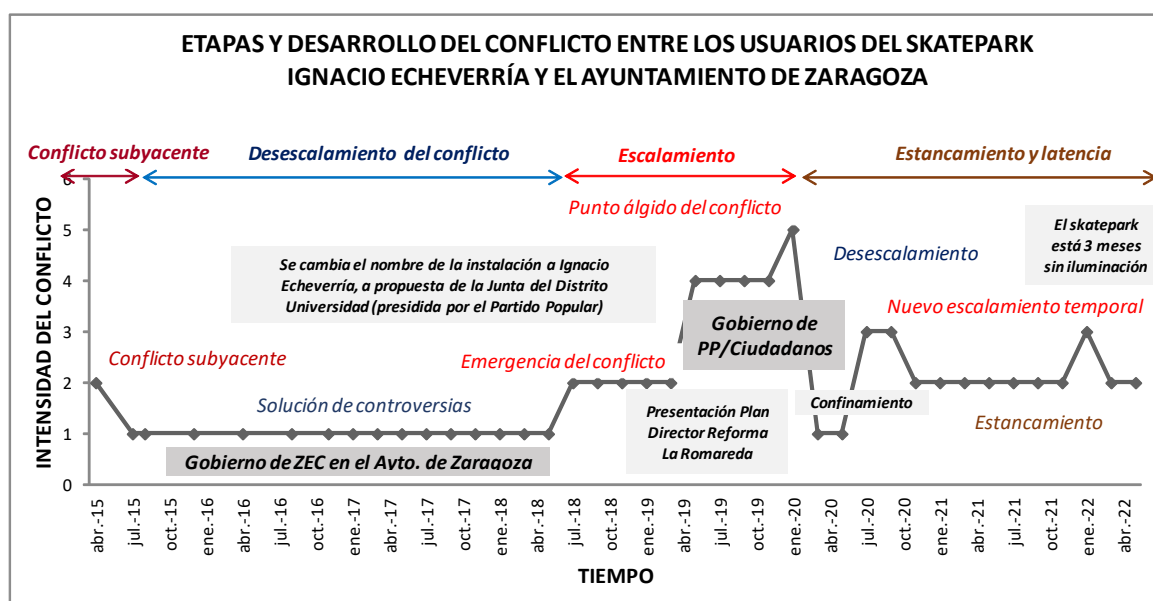 ETAPAS Y DESARROLLO DEL CONFLICTO ENTRE LOS USUARIOS DEL SKATEPARK
IGNACIO ECHEVERRÍA Y EL AYUNTAMIENTO DE ZARAGOZA
Conflicto subyacente
Desescalamiento del conflicto
Escalamiento
Estancamiento y latencia
INTENSIDAD DEL CONFLICTO
6
5
4
3
2
1
0
Punto álgido del conflicto
El skatepark
está 3 meses
sin iluminación
Desescalamiento
Se cambia el nombre de la instalación a Ignacio
Echeverría, a propuesta de la Junta del Distrito
Universidad (presidida por el Partido Popular)
Nuevo escalamiento temporal
Gobierno de
PP/Ciudadanos
Conflicto subyacente
Emergencia del conflicto
Solución de controversias
Confinamiento
Presentación Plan
Director Reforma
La Romareda
Estancamiento
Gobierno de ZEC en el Ayto. de Zaragoza
abr.-15
jul.-15
oct.-15
ene.-16
abr.-16
jul.-16
oct.-16
ene.-17
abr.-17
jul.-17
oct.-17
ene.-18
abr.-18
jul.-18
oct.-18
ene.-19
abr.-19
jul.-19
oct.-19
ene.-20
abr.-20
jul.-20
oct.-20
ene.-21
abr.-21
jul.-21
oct.-21
ene.-22
abr.-22
TIEMPO